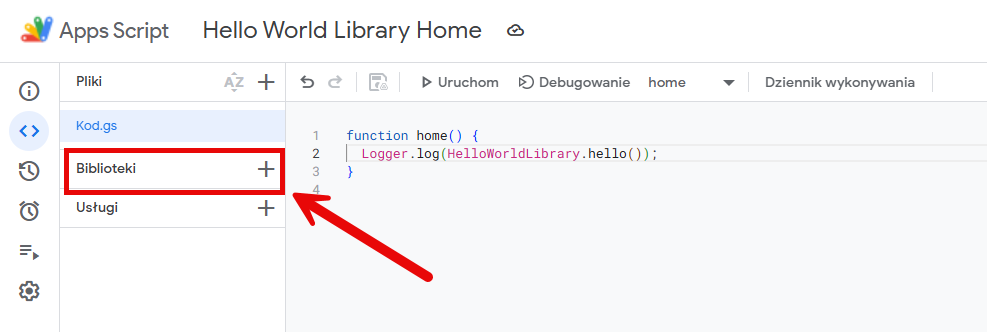 Apps Script Hello World Library Home
Pliki AZ Uruchom Debugowanie home Dziennik wykonywania
Kod.gs
Biblioteki
Usługi
1 function home() {
2 Logger.log(HelloWorldLibrary.hello());
3 }
4